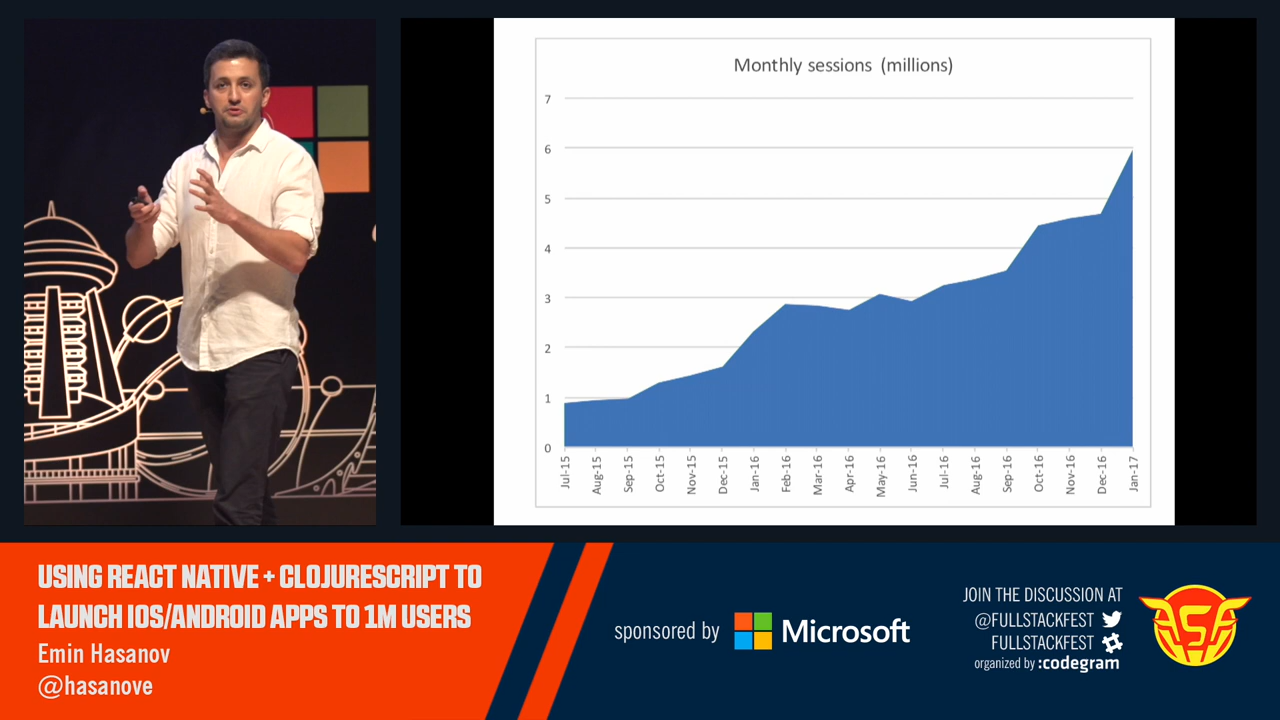 Monthly sessions (millions)
7
6
5
4
3
2
1
0
Jul-15
Aug-15
Sep-15
Oct-15
Nov-15
Dec-15
Jan-16
Feb-16
Mar-16
Apr-16
May-16
Jun-16
Jul-16
Aug-16
Sep-16
Oct-16
Nov-16
Dec-16
Jan-17
USING REACT NATIVE + CLOJURESCRIPT TO
LAUNCH IOS/ANDROID APPS TO 1M USERS
Emin Hasanov
@hasanove
sponsored by Microsoft
JOIN THE DISCUSSION AT
@FULLSTACKFEST
FULLSTACKFEST
organized by :codegram
FSF